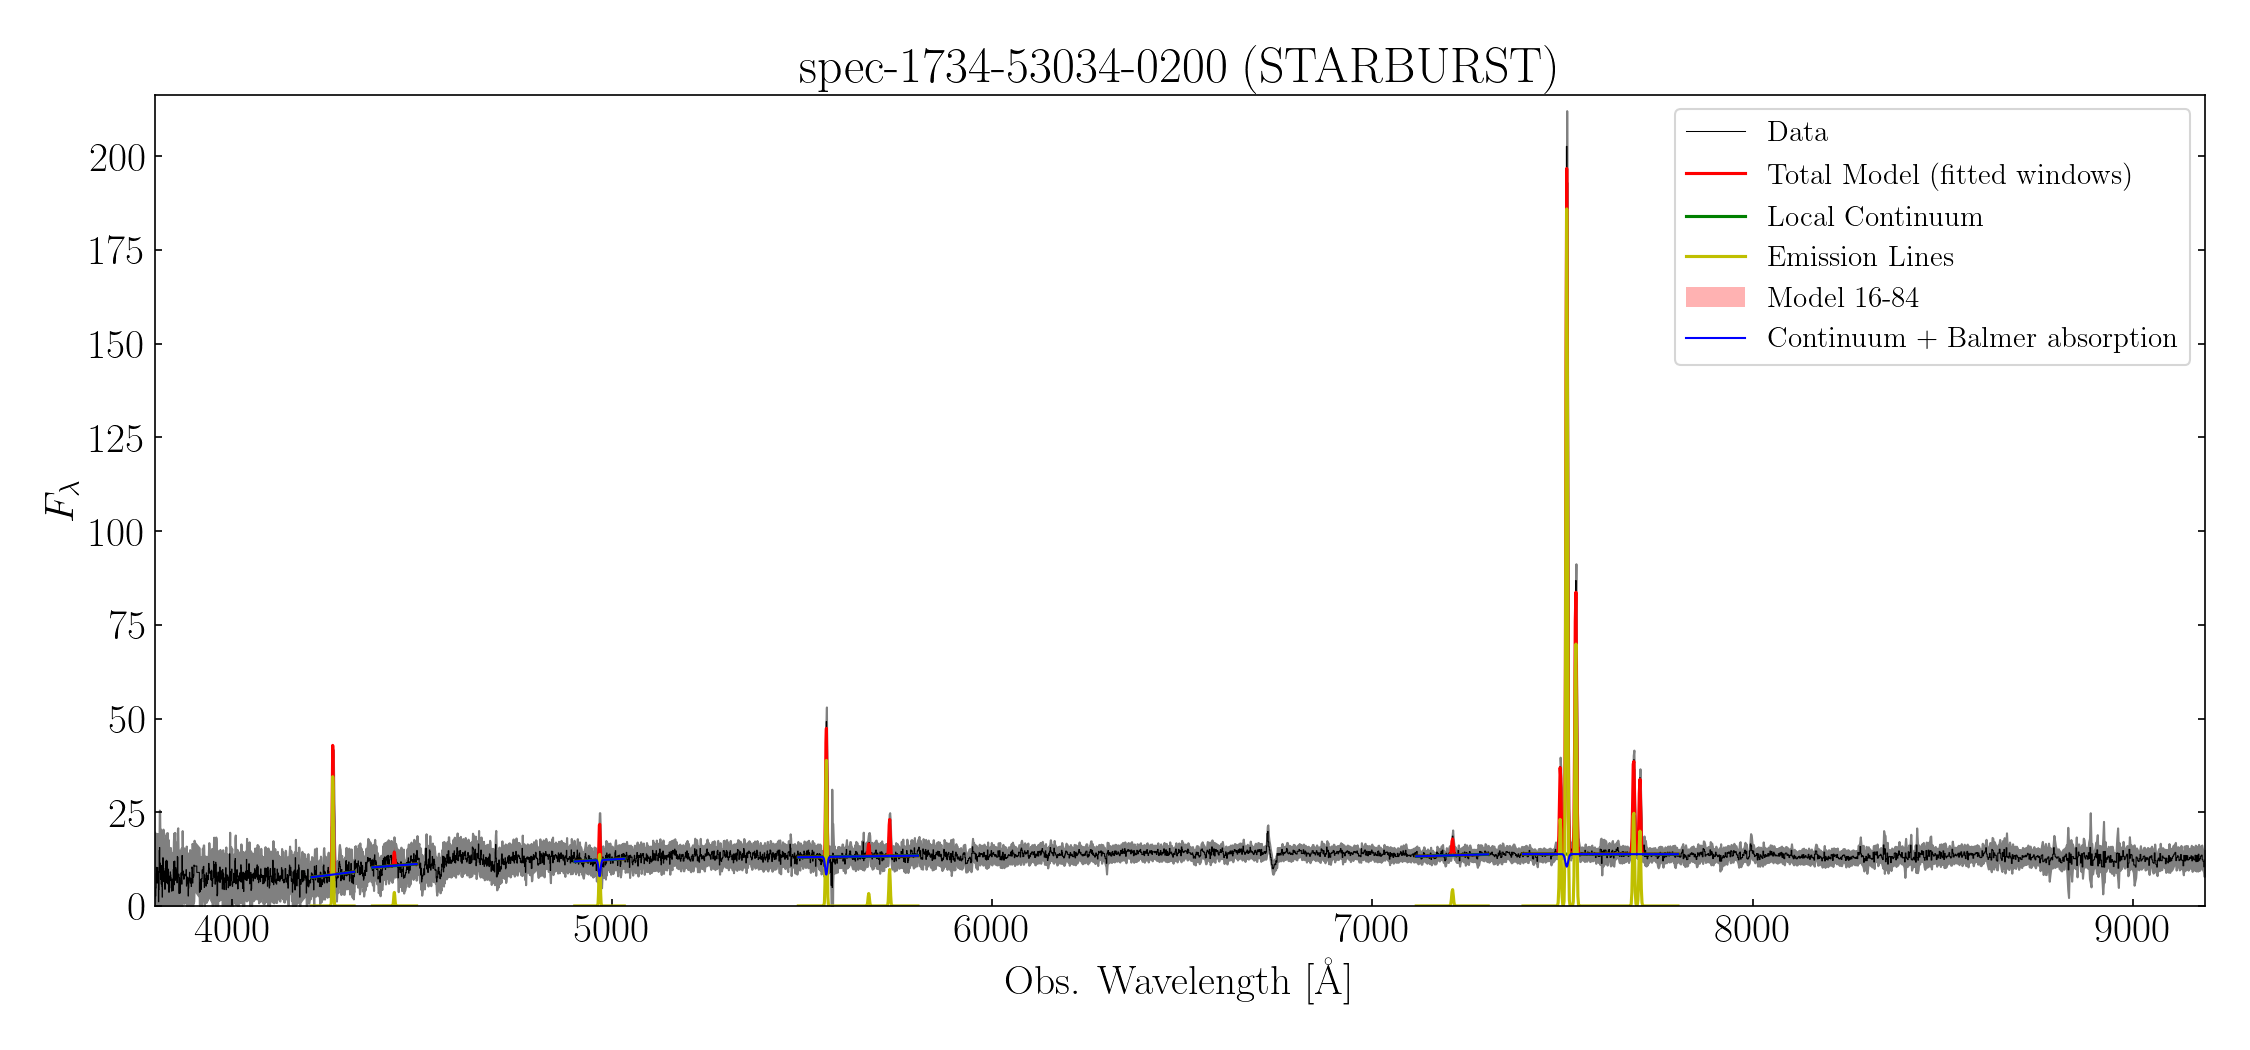 spec-1734-53034-0200 (STARBURST)
Data
Total Model (fitted windows)
Local Continuum
Emission Lines
Model 16-84
Continuum + Balmer absorption
200
175
150
125
100
75
50
25
0
Fλ
4000 5000 6000 7000 8000 9000
Obs. Wavelength [Å]